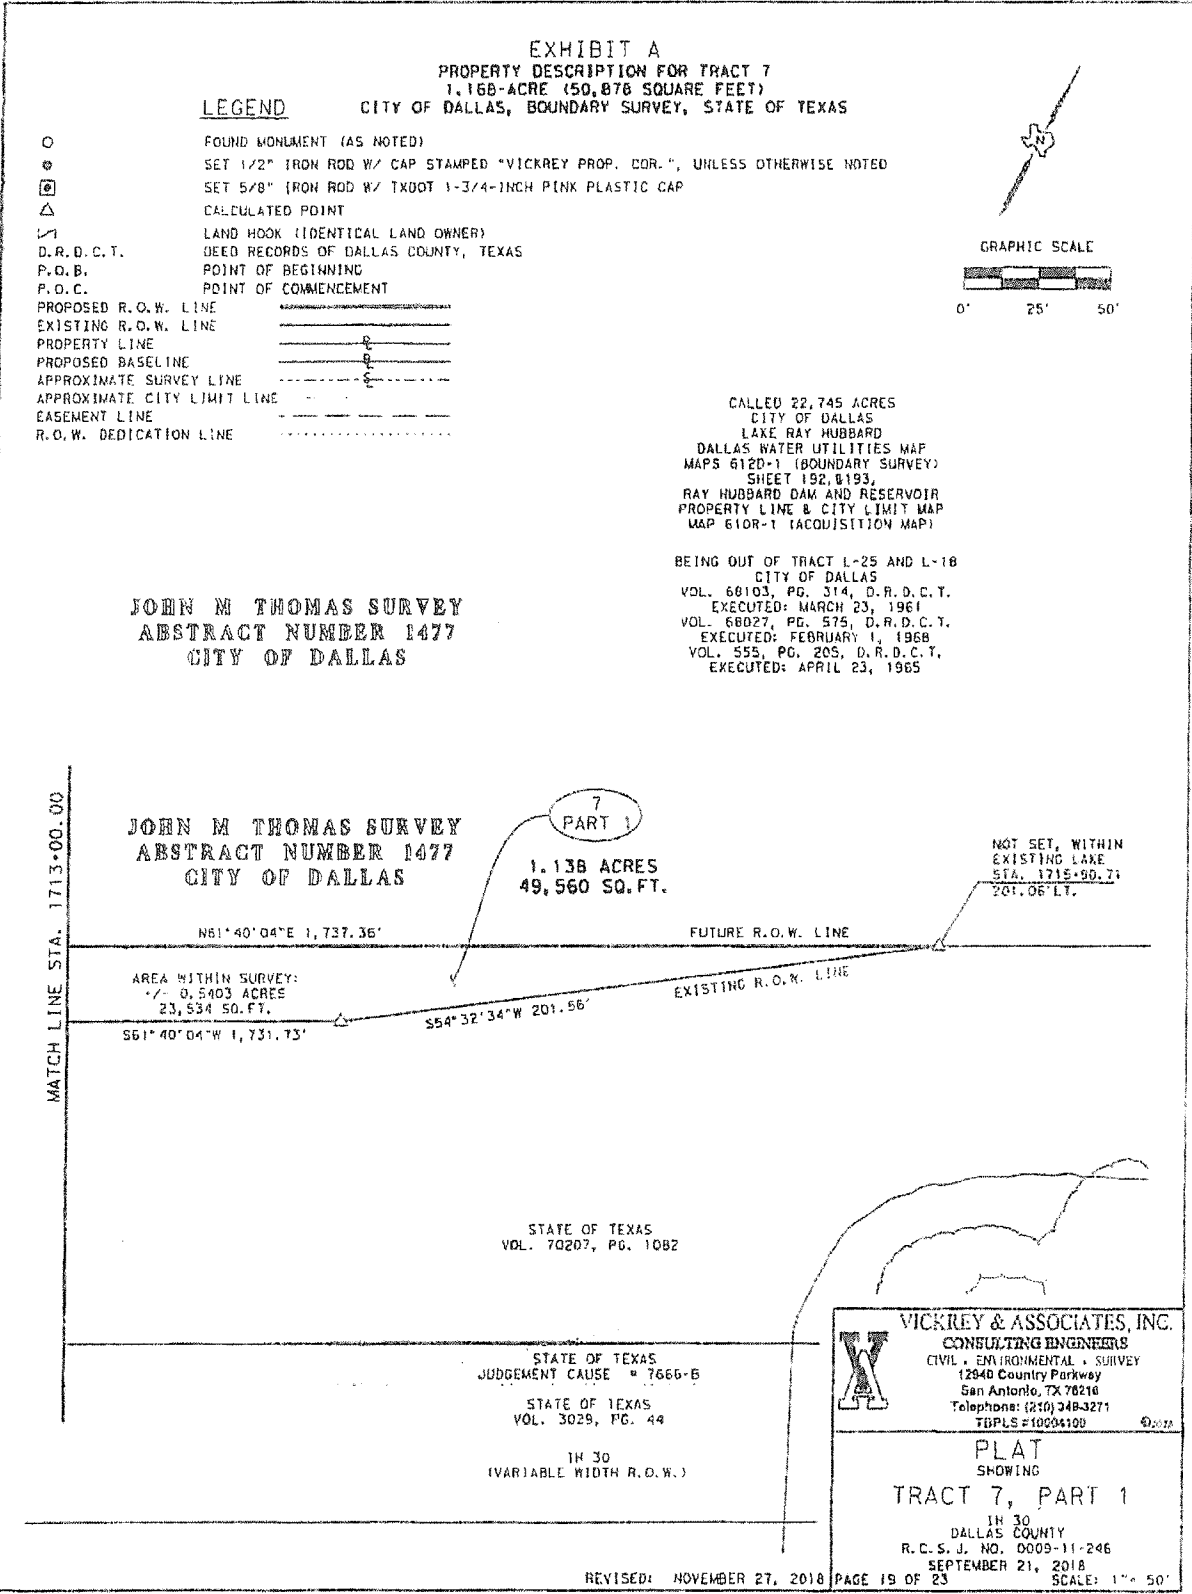 EXHIBIT A
PROPERTY DESCRIPTION FOR TRACT 7
1.168-ACRE (50,878 SQUARE FEET)
CITY OF DALLAS, BOUNDARY SURVEY, STATE OF TEXAS
LEGEND
FOUND MONUMENT (AS NOTED)
SET 1/2" IRON ROD W/ CAP STAMPED "VICKREY PROP. COR.", UNLESS OTHERWISE NOTED
SET 5/8" IRON ROD W/ TXDOT 1-3/4-INCH PINK PLASTIC CAP
CALCULATED POINT
LAND HOOK (IDENTICAL LAND OWNER)
D.R.D.C.T. DEED RECORDS OF DALLAS COUNTY, TEXAS
P.O.B. POINT OF BEGINNING
P.O.C. POINT OF COMMENCEMENT
PROPOSED R.O.W. LINE
EXISTING R.O.W. LINE
PROPERTY LINE
PROPOSED BASELINE
APPROXIMATE SURVEY LINE
APPROXIMATE CITY LIMIT LINE
EASEMENT LINE
R.O.W. DEDICATION LINE
N
GRAPHIC SCALE
0' 25' 50'
CALLED 22,745 ACRES
CITY OF DALLAS
LAKE RAY HUBBARD
DALLAS WATER UTILITIES MAP
MAPS 612D-1 (BOUNDARY SURVEY)
SHEET 192,&193,
RAY HUBBARD DAM AND RESERVOIR
PROPERTY LINE & CITY LIMIT MAP
MAP 610R-1 (ACQUISITION MAP)
BEING OUT OF TRACT L-25 AND L-18
CITY OF DALLAS
VOL. 68103, PG. 314, D.R.D.C.T.
EXECUTED: MARCH 23, 1961
VOL. 68027, PG. 575, D.R.D.C.T.
EXECUTED: FEBRUARY 1, 1968
VOL. 555, PG. 205, D.R.D.C.T.
EXECUTED: APRIL 23, 1965
JOHN M THOMAS SURVEY
ABSTRACT NUMBER 1477
CITY OF DALLAS
MATCH LINE STA. 1713+00.00
JOHN M THOMAS SURVEY
ABSTRACT NUMBER 1477
CITY OF DALLAS
7
PART 1
1.138 ACRES
49,560 SQ.FT.
NOT SET, WITHIN
EXISTING LAKE
STA. 1715+90.71
201.06' LT.
N61°40'04"E 1,737.36'
FUTURE R.O.W. LINE
AREA WITHIN SURVEY:
+/- 0.5403 ACRES
23,534 SQ.FT.
S61°40'04"W 1,731.73'
S54°32'34"W 201.56'
EXISTING R.O.W. LINE
STATE OF TEXAS
VOL. 70207, PG. 1082
STATE OF TEXAS
JUDGEMENT CAUSE # 7666-B
STATE OF TEXAS
VOL. 3029, PG. 44
IH 30
(VARIABLE WIDTH R.O.W.)
VICKREY & ASSOCIATES, INC.
CONSULTING ENGINEERS
CIVIL • ENVIRONMENTAL • SURVEY
12940 Country Parkway
San Antonio, TX 78216
Telephone: (210) 349-3271
TBPLS #10004100
PLAT
SHOWING
TRACT 7, PART 1
IH 30
DALLAS COUNTY
R.C.S.J. NO. 0009-11-246
SEPTEMBER 21, 2018
REVISED: NOVEMBER 27, 2018 PAGE 19 OF 23 SCALE: 1"= 50'